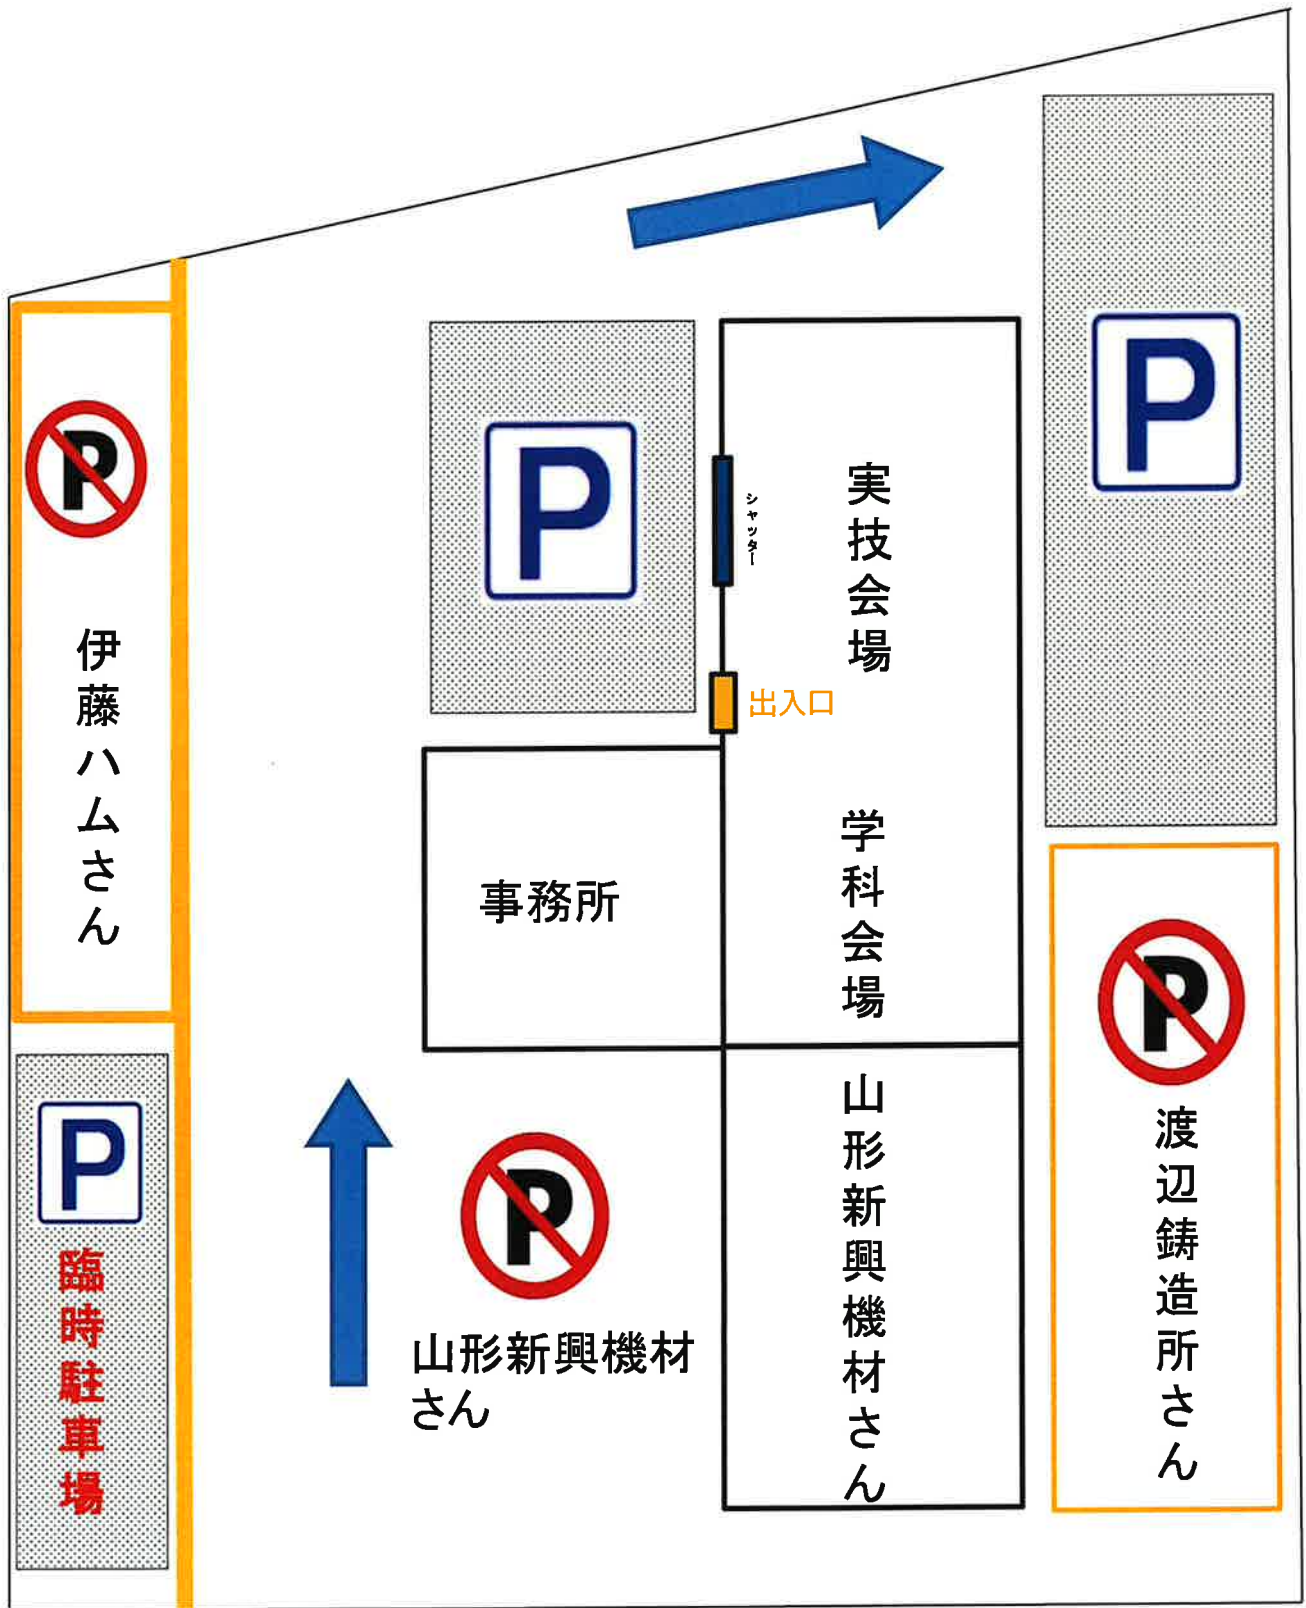 P
P
P
シャッター
実技会場
出入口
伊藤ハムさん
事務所
学科会場
P
P
臨時駐車場
P
山形新興機材
さん
山形新興機材さん
P
渡辺鋳造所さん